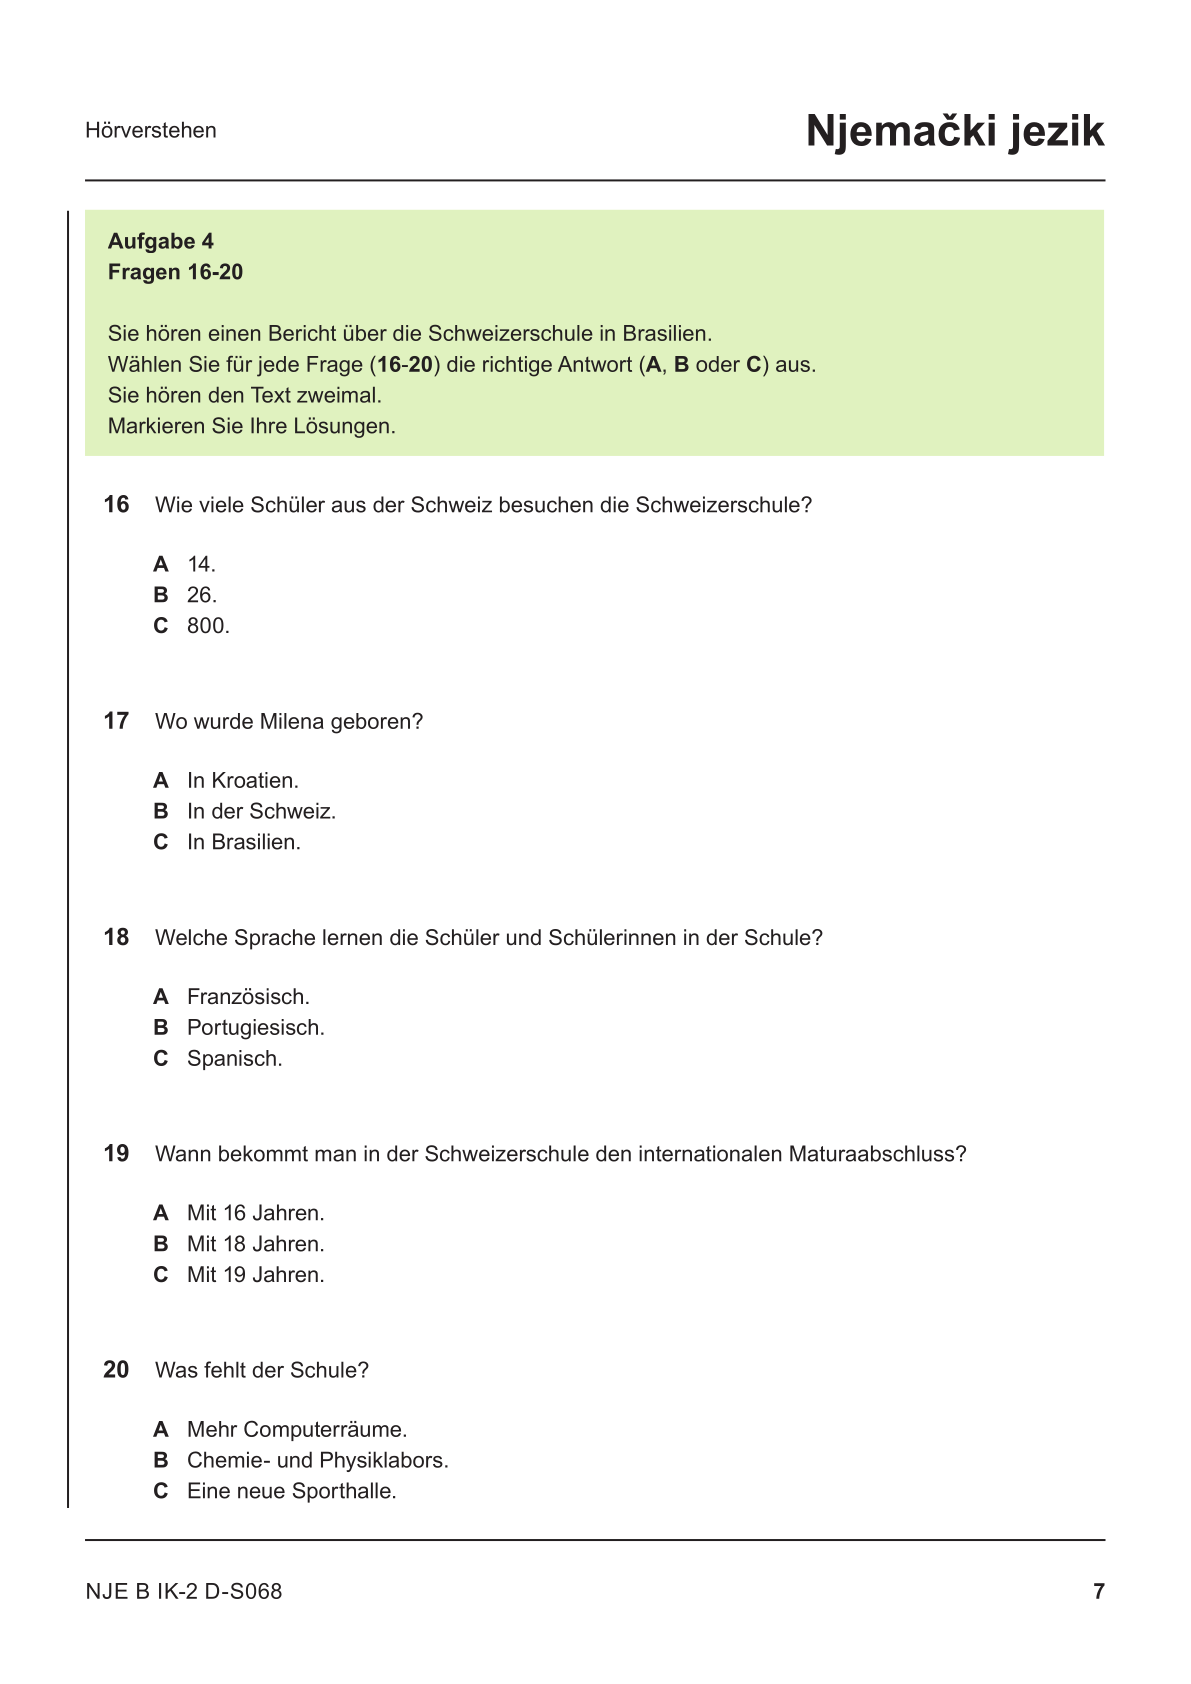 Hörverstehen
Njemački jezik
Aufgabe 4
Fragen 16-20
Sie hören einen Bericht über die Schweizerschule in Brasilien.
Wählen Sie für jede Frage (16-20) die richtige Antwort (A, B oder C) aus.
Sie hören den Text zweimal.
Markieren Sie Ihre Lösungen.
16 Wie viele Schüler aus der Schweiz besuchen die Schweizerschule?
A 14.
B 26.
C 800.
17 Wo wurde Milena geboren?
A In Kroatien.
B In der Schweiz.
C In Brasilien.
18 Welche Sprache lernen die Schüler und Schülerinnen in der Schule?
A Französisch.
B Portugiesisch.
C Spanisch.
19 Wann bekommt man in der Schweizerschule den internationalen Maturaabschluss?
A Mit 16 Jahren.
B Mit 18 Jahren.
C Mit 19 Jahren.
20 Was fehlt der Schule?
A Mehr Computerräume.
B Chemie- und Physiklabors.
C Eine neue Sporthalle.
NJE B IK-2 D-S068
7